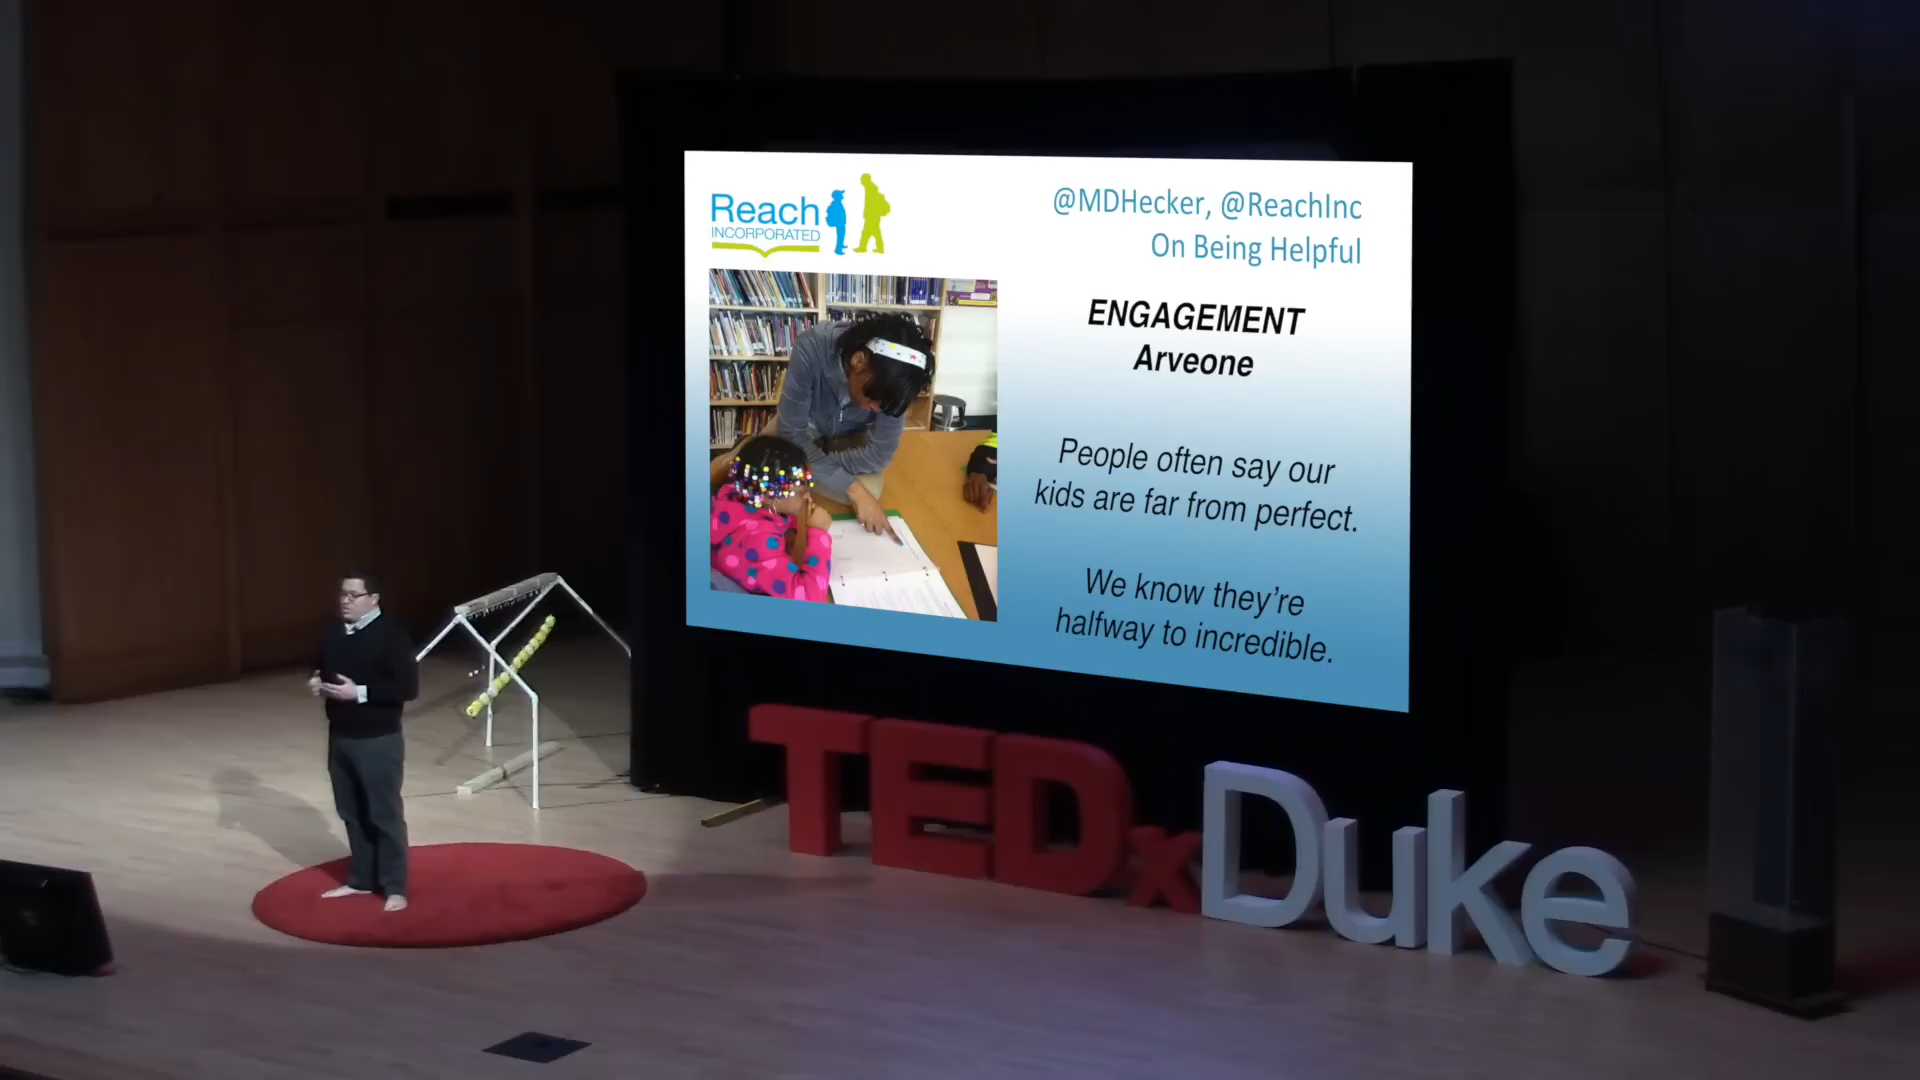 Reach
INCORPORATED
@MDHecker, @ReachInc
On Being Helpful
ENGAGEMENT
Arveone
People often say our
kids are far from perfect.
We know they're
halfway to incredible.
TEDxDuke